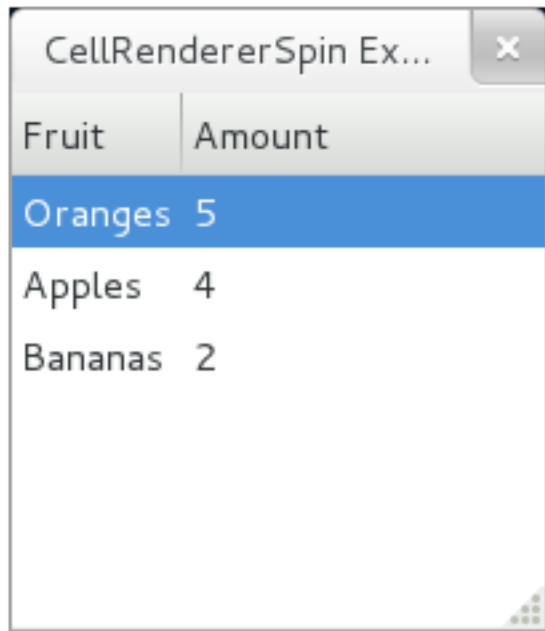 CellRendererSpin Ex...
Fruit Amount
Oranges 5
Apples 4
Bananas 2